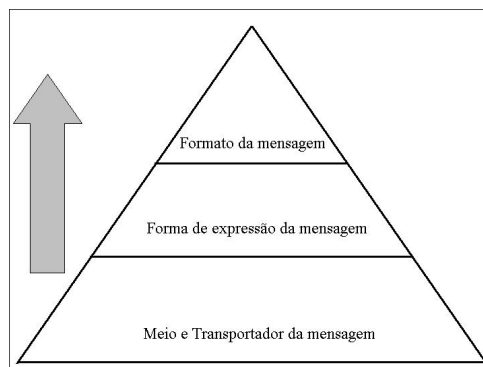 Formato da mensagem
Forma de expressão da mensagem
Meio e Transportador da mensagem